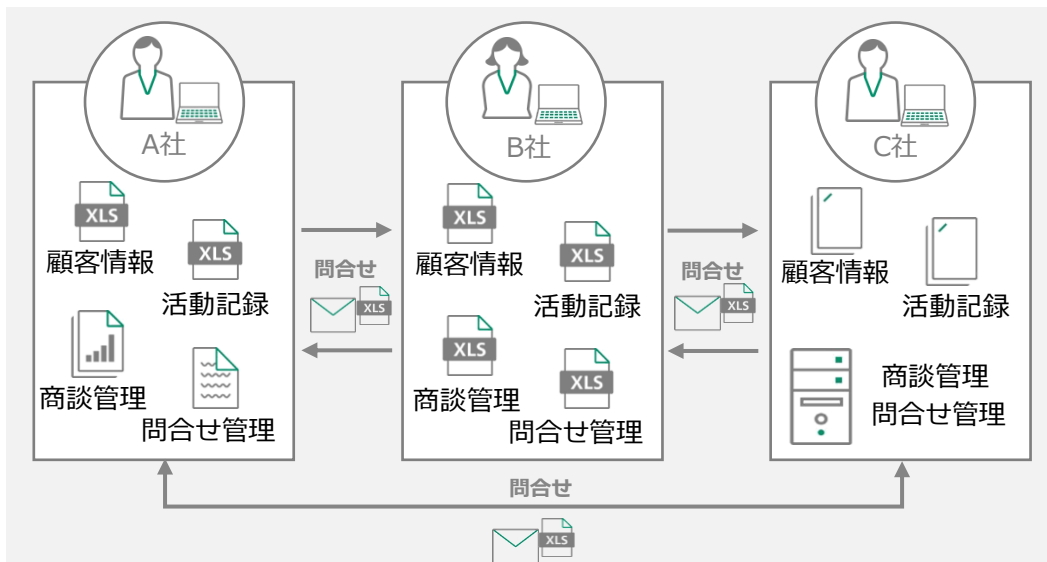 A社
XLS
顧客情報
XLS
活動記録
商談管理
問合せ管理
問合せ
XLS
B社
XLS
顧客情報
XLS
活動記録
XLS
商談管理
XLS
問合せ管理
問合せ
XLS
C社
顧客情報
活動記録
商談管理
問合せ管理
問合せ
XLS